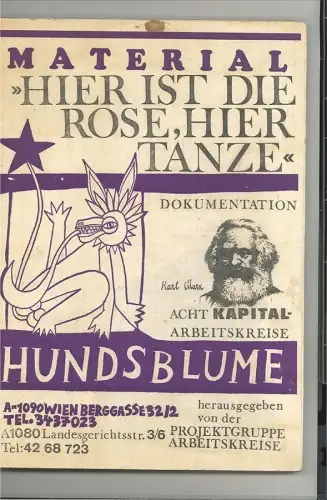 MATERIAL
»HIER IST DIE
ROSE, HIER
TANZE«
DOKUMENTATION
Karl Marx
ACHT KAPITAL-
ARBEITSKREISE
HUNDSBLUME
A-1090 WIEN BERGGASSE 32/2
TEL. 3437023
A1080 Landesgerichtsstr. 3/6
Tel: 42 68 723
herausgegeben
von der
PROJEKTGRUPPE
ARBEITSKREISE